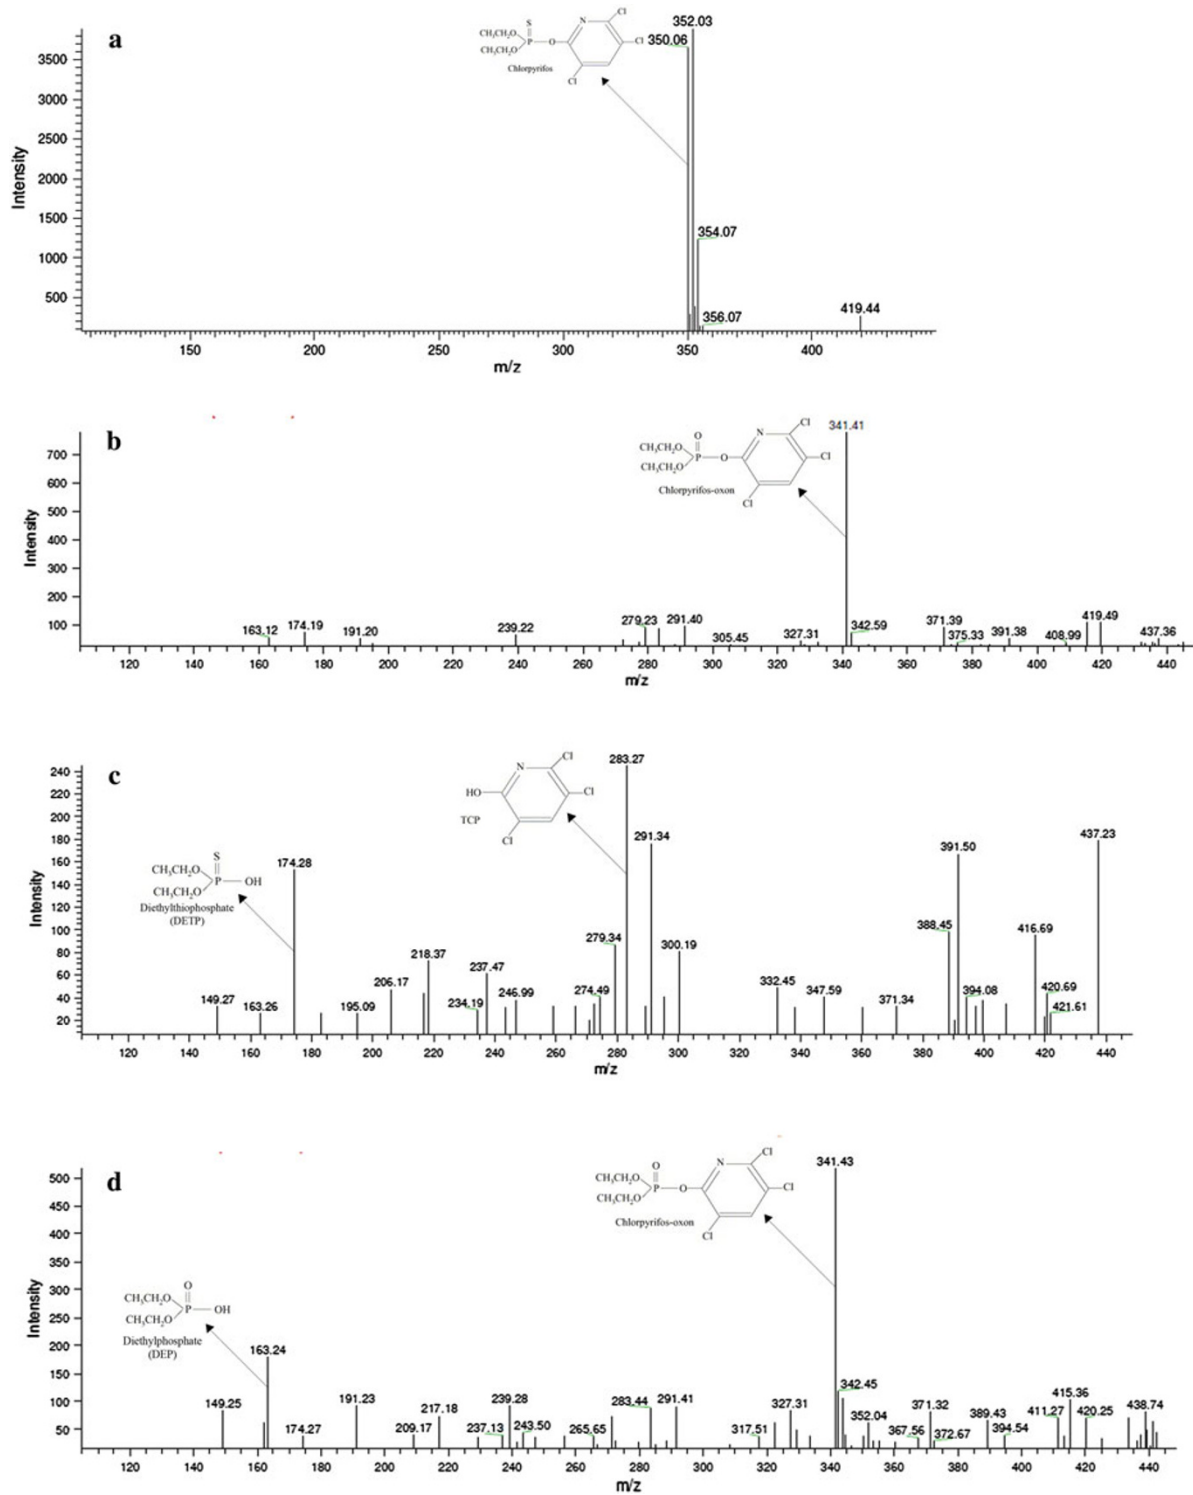 a
3500
3000
2500
2000
1500
1000
500
Intensity
S
CH₃CH₂O
P
O
CH₃CH₂O
N
Cl
Cl
Cl
Chlorpyrifos
352.03
350.06
354.07
356.07
419.44
150 200 250 300 350 400
m/z
b
700
600
500
400
300
200
100
Intensity
O
CH₃CH₂O
P
O
CH₃CH₂O
N
Cl
Cl
Cl
Chlorpyrifos-oxon
341.41
163.12 174.19 191.20 239.22 279.23 291.40 305.45 327.31 342.59 371.39 375.33 391.38 408.99 419.49 437.36
120 140 160 180 200 220 240 260 280 300 320 340 360 380 400 420 440
m/z
c
240
220
200
180
160
140
120
100
80
60
40
20
Intensity
N
Cl
HO
Cl
Cl
TCP
S
CH₃CH₂O
P
OH
CH₃CH₂O
Diethylthiophosphate
(DETP)
149.27 163.26 174.28 195.09 206.17 218.37 234.19 237.47 246.99 274.49 279.34 283.27 291.34 300.19 332.45 347.59 371.34 388.45 391.50 394.08 416.69 420.69 421.61 437.23
120 140 160 180 200 220 240 260 280 300 320 340 360 380 400 420 440
m/z
d
500
450
400
350
300
250
200
150
100
50
Intensity
O
CH₃CH₂O
P
O
CH₃CH₂O
N
Cl
Cl
Cl
Chlorpyrifos-oxon
O
CH₃CH₂O
P
OH
CH₃CH₂O
Diethylphosphate
(DEP)
149.25 163.24 174.27 191.23 209.17 217.18 237.13 239.28 243.50 265.65 283.44 291.41 317.51 327.31 341.43 342.45 352.04 367.56 371.32 372.67 389.43 394.54 411.27 415.36 420.25 438.74
120 140 160 180 200 220 240 260 280 300 320 340 360 380 400 420 440
m/z